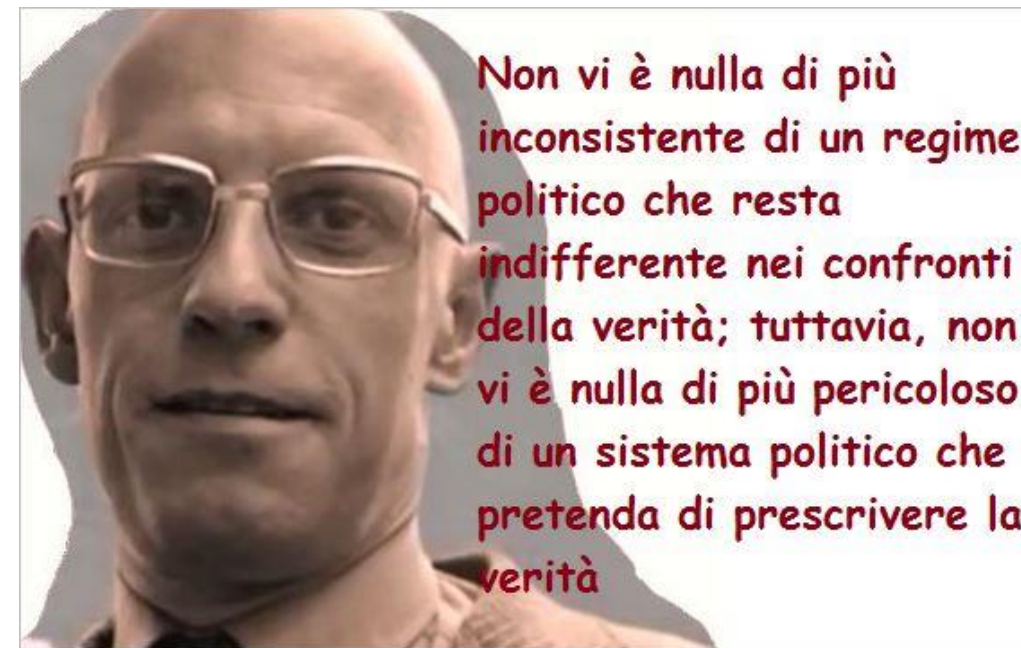 Non vi è nulla di più
inconsistente di un regime
politico che resta
indifferente nei confronti
della verità; tuttavia, non
vi è nulla di più pericoloso
di un sistema politico che
pretenda di prescrivere la
verità